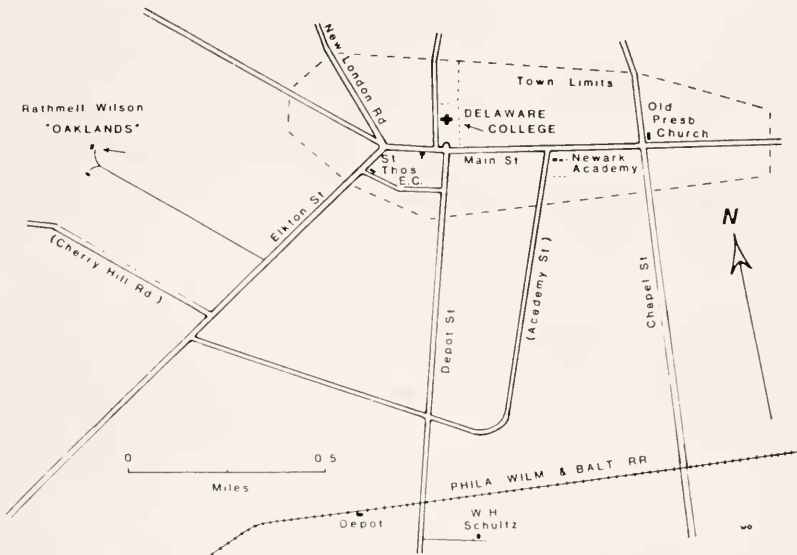 New London Rd
Town Limits
Rathmell Wilson
"OAKLANDS"
DELAWARE
COLLEGE
Old
Presb
Church
St
Thos
E.C.
Main St
Newark
Academy
Elkton St
N
(Cherry Hill Rd)
Depot St
(Academy St)
Chapel St
0 0 5
Miles
PHILA WILM & BALT RR
Depot
W H
Schultz